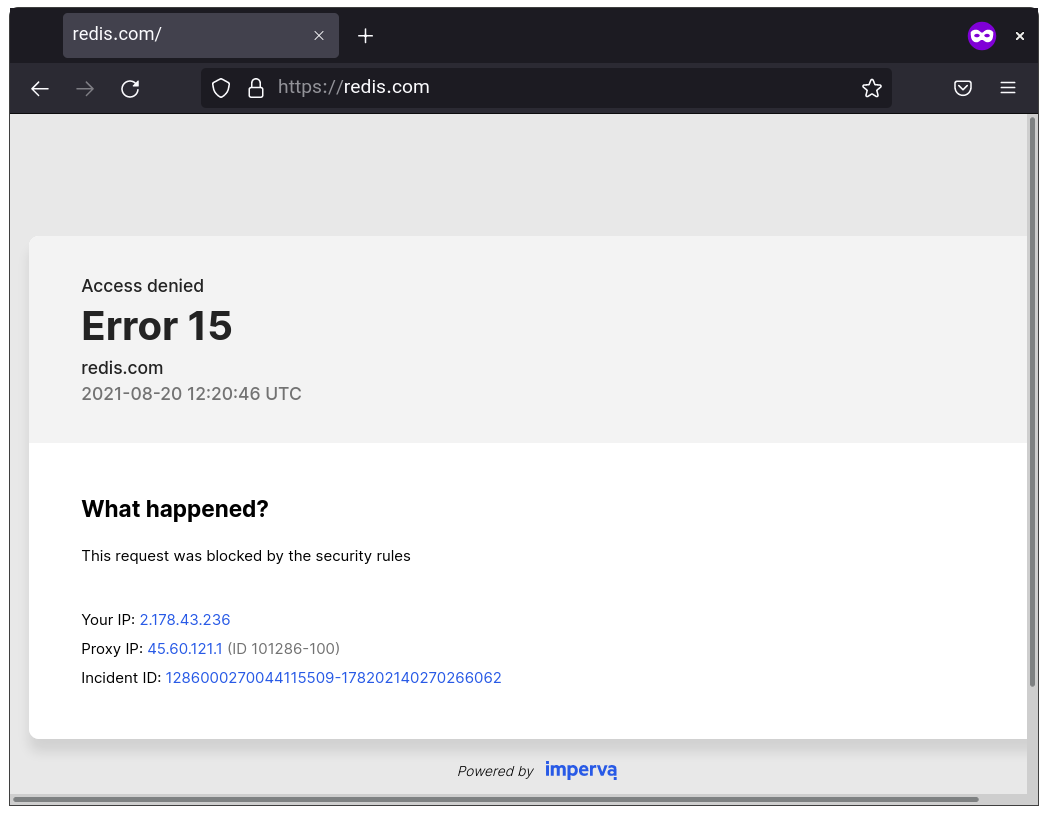 redis.com/
https://redis.com
Access denied
Error 15
redis.com
2021-08-20 12:20:46 UTC
What happened?
This request was blocked by the security rules
Your IP: 2.178.43.236
Proxy IP: 45.60.121.1 (ID 101286-100)
Incident ID: 1286000270044115509-178202140270266062
Powered by imperva